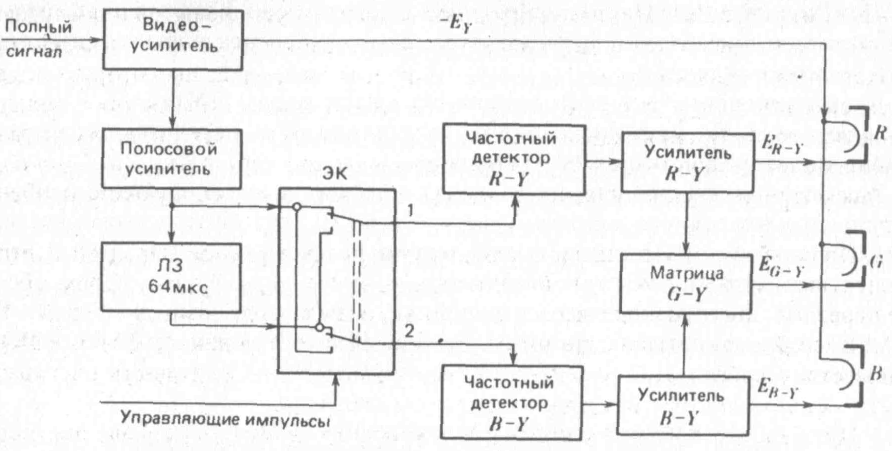 Полный
сигнал
Видео-
усилитель
E_Y
Полосовой
усилитель
ЭК
1
Частотный
детектор
R−Y
Усилитель
R−Y
E_{R−Y}
R
ЛЗ
64мкс
Матрица
G−Y
E_{G−Y}
G
2
Частотный
детектор
B−Y
Усилитель
B−Y
E_{B−Y}
B
Управляющие импульсы